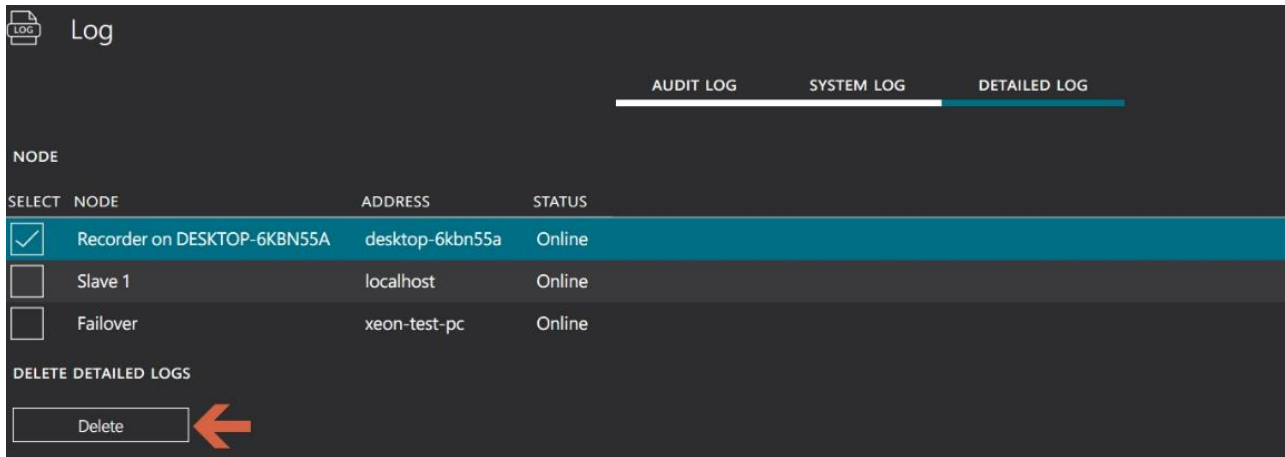 LOG Log
AUDIT LOG SYSTEM LOG DETAILED LOG
NODE
SELECT NODE ADDRESS STATUS
Recorder on DESKTOP-6KBN55A desktop-6kbn55a Online
Slave 1 localhost Online
Failover xeon-test-pc Online
DELETE DETAILED LOGS
Delete